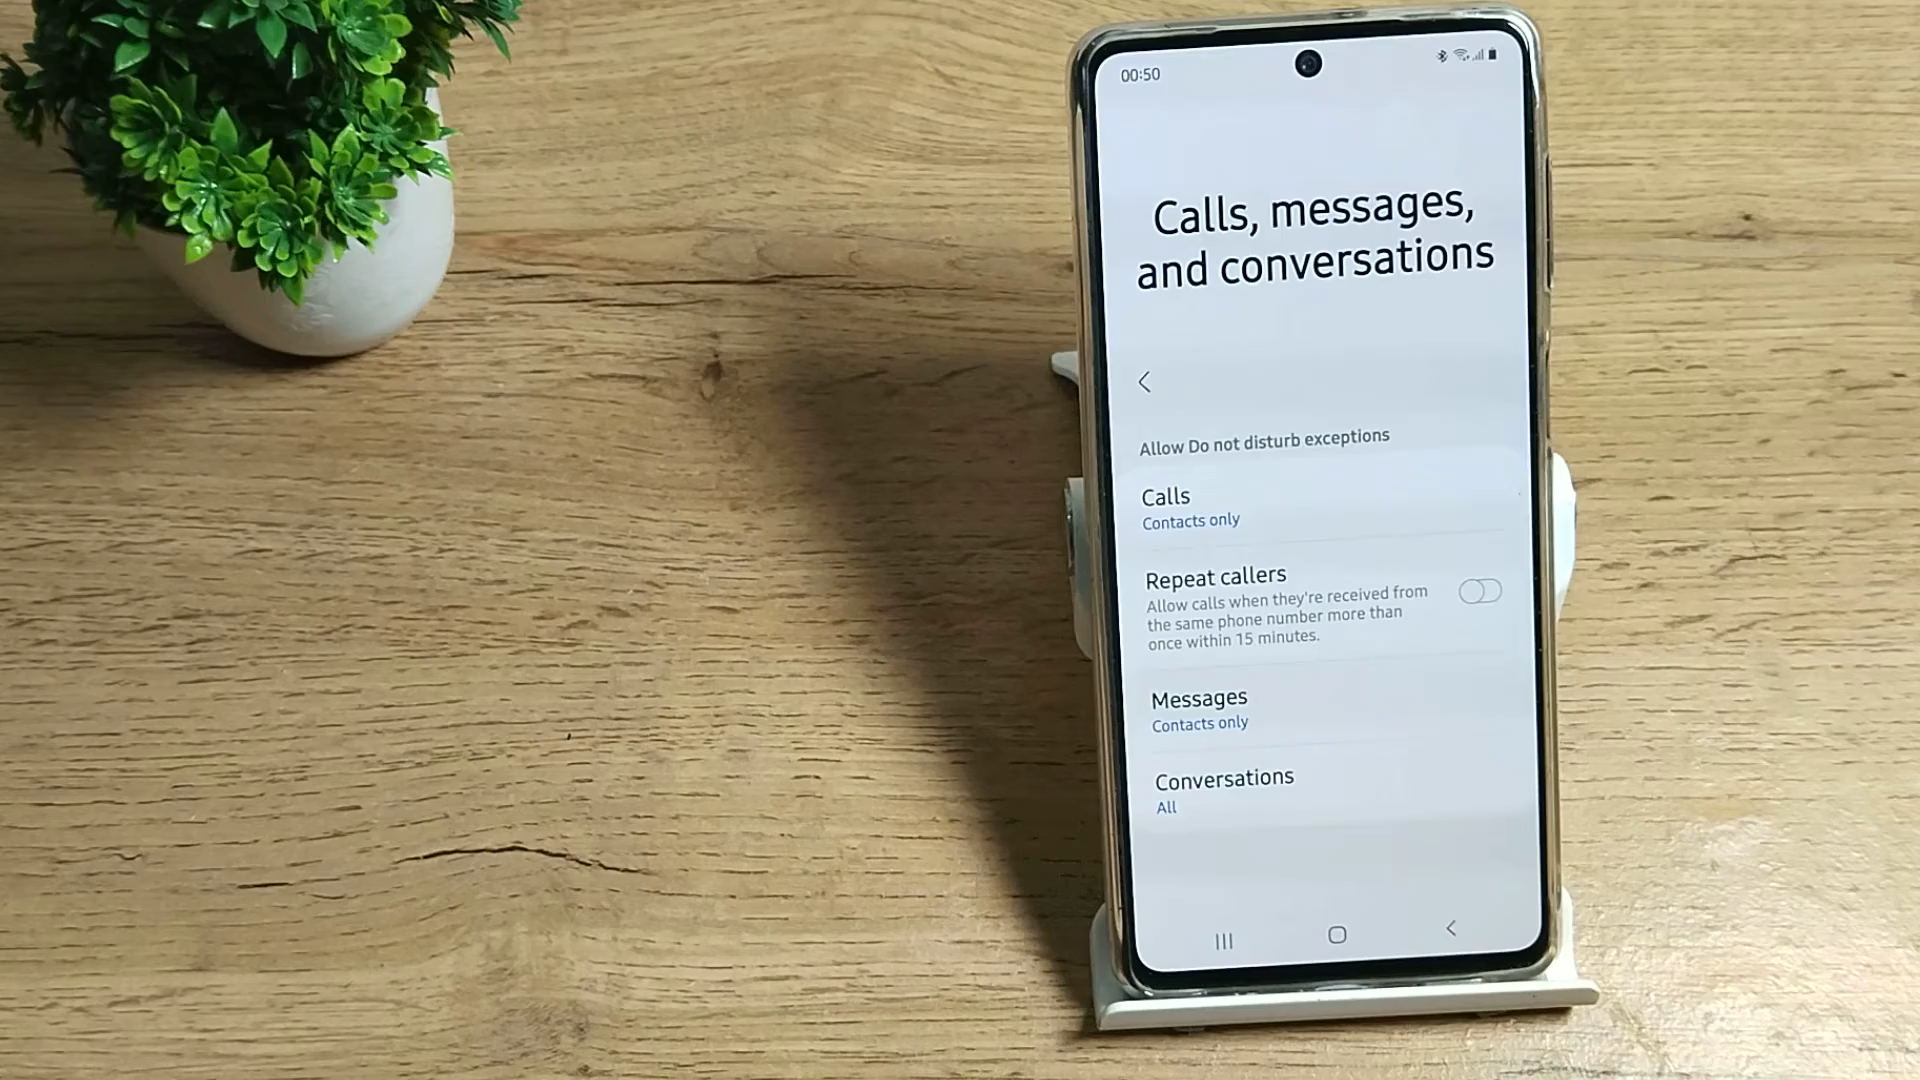 00:50
Calls, messages,
and conversations
Allow Do not disturb exceptions
Calls
Contacts only
Repeat callers
Allow calls when they're received from
the same phone number more than
once within 15 minutes.
Messages
Contacts only
Conversations
All